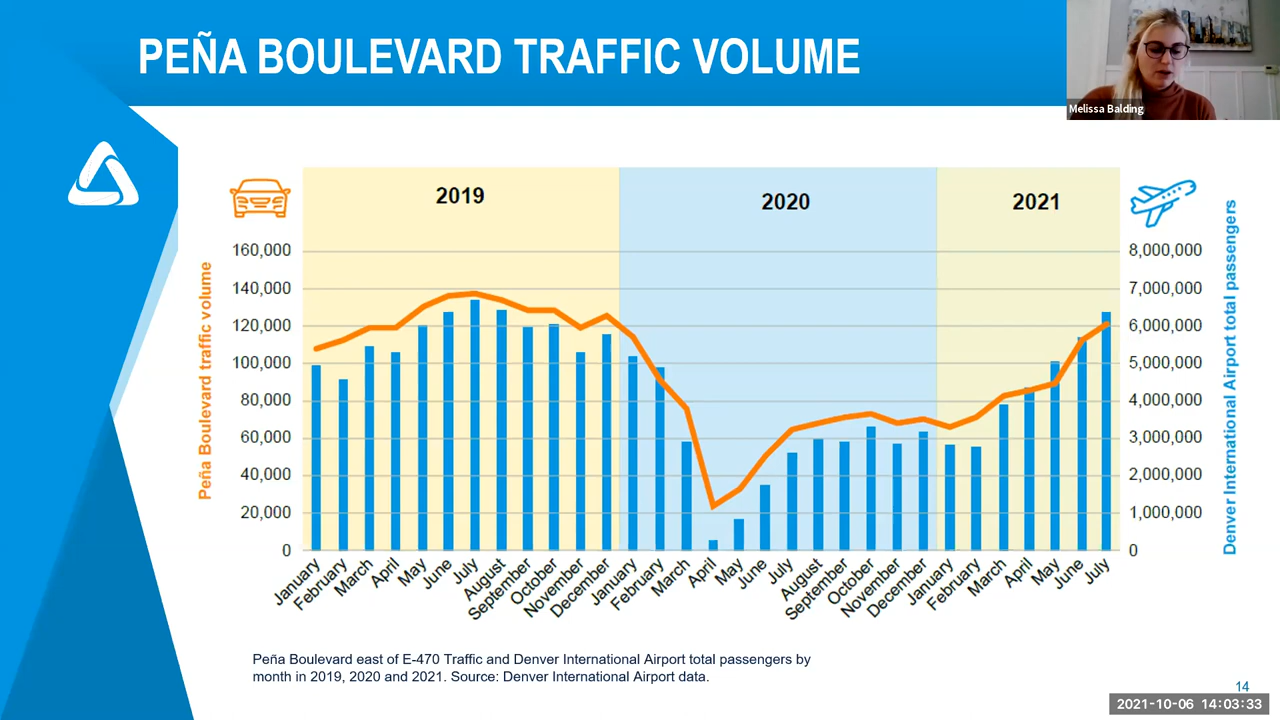 PEÑA BOULEVARD TRAFFIC VOLUME
Melissa Balding
2019
2020
2021
Peña Boulevard traffic volume
160,000
140,000
120,000
100,000
80,000
60,000
40,000
20,000
0
8,000,000
7,000,000
6,000,000
5,000,000
4,000,000
3,000,000
2,000,000
1,000,000
0
Denver International Airport total passengers
January
February
March
April
May
June
July
August
September
October
November
December
January
February
March
April
May
June
July
August
September
October
November
December
January
February
March
April
May
June
July
Peña Boulevard east of E-470 Traffic and Denver International Airport total passengers by
month in 2019, 2020 and 2021. Source: Denver International Airport data.
14
2021-10-06 14:03:33